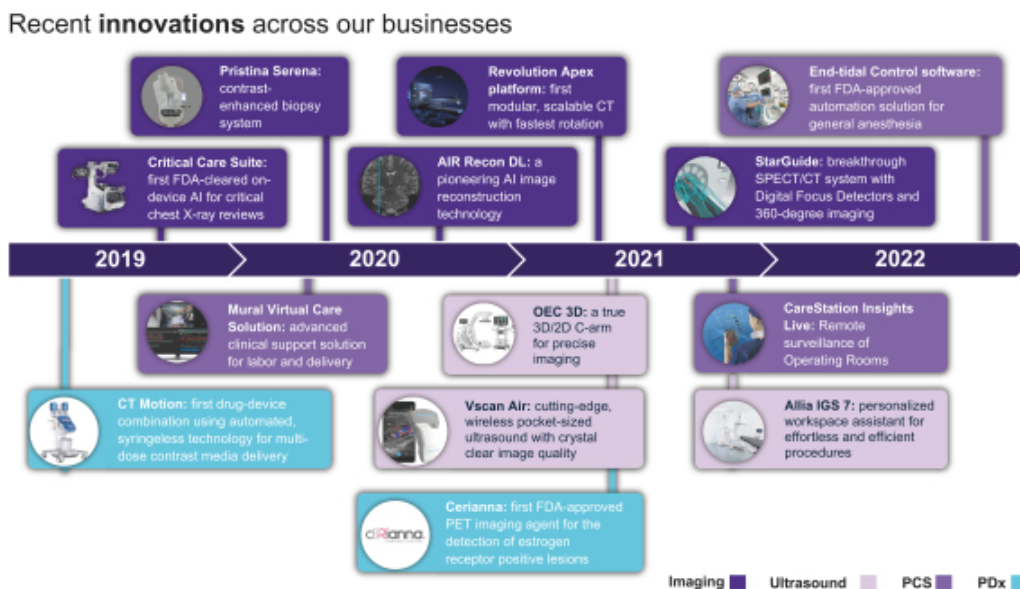 Recent innovations across our businesses
Pristina Serena:
contrast-
enhanced biopsy
system
Revolution Apex
platform: first
modular, scalable CT
with fastest rotation
End-tidal Control software:
first FDA-approved
automation solution for
general anesthesia
Critical Care Suite:
first FDA-cleared on-
device AI for critical
chest X-ray reviews
AIR Recon DL: a
pioneering AI image
reconstruction
technology
StarGuide: breakthrough
SPECT/CT system with
Digital Focus Detectors and
360-degree imaging
2019
2020
2021
2022
Mural Virtual Care
Solution: advanced
clinical support solution
for labor and delivery
OEC 3D: a true
3D/2D C-arm
for precise
imaging
CareStation Insights
Live: Remote
surveillance of
Operating Rooms
CT Motion: first drug-device
combination using automated,
syringeless technology for multi-
dose contrast media delivery
Vscan Air: cutting-edge,
wireless pocket-sized
ultrasound with crystal
clear image quality
Allia IGS 7: personalized
workspace assistant for
effortless and efficient
procedures
cerianna
Cerianna: first FDA-approved
PET imaging agent for the
detection of estrogen
receptor positive lesions
Imaging Ultrasound PCS PDx